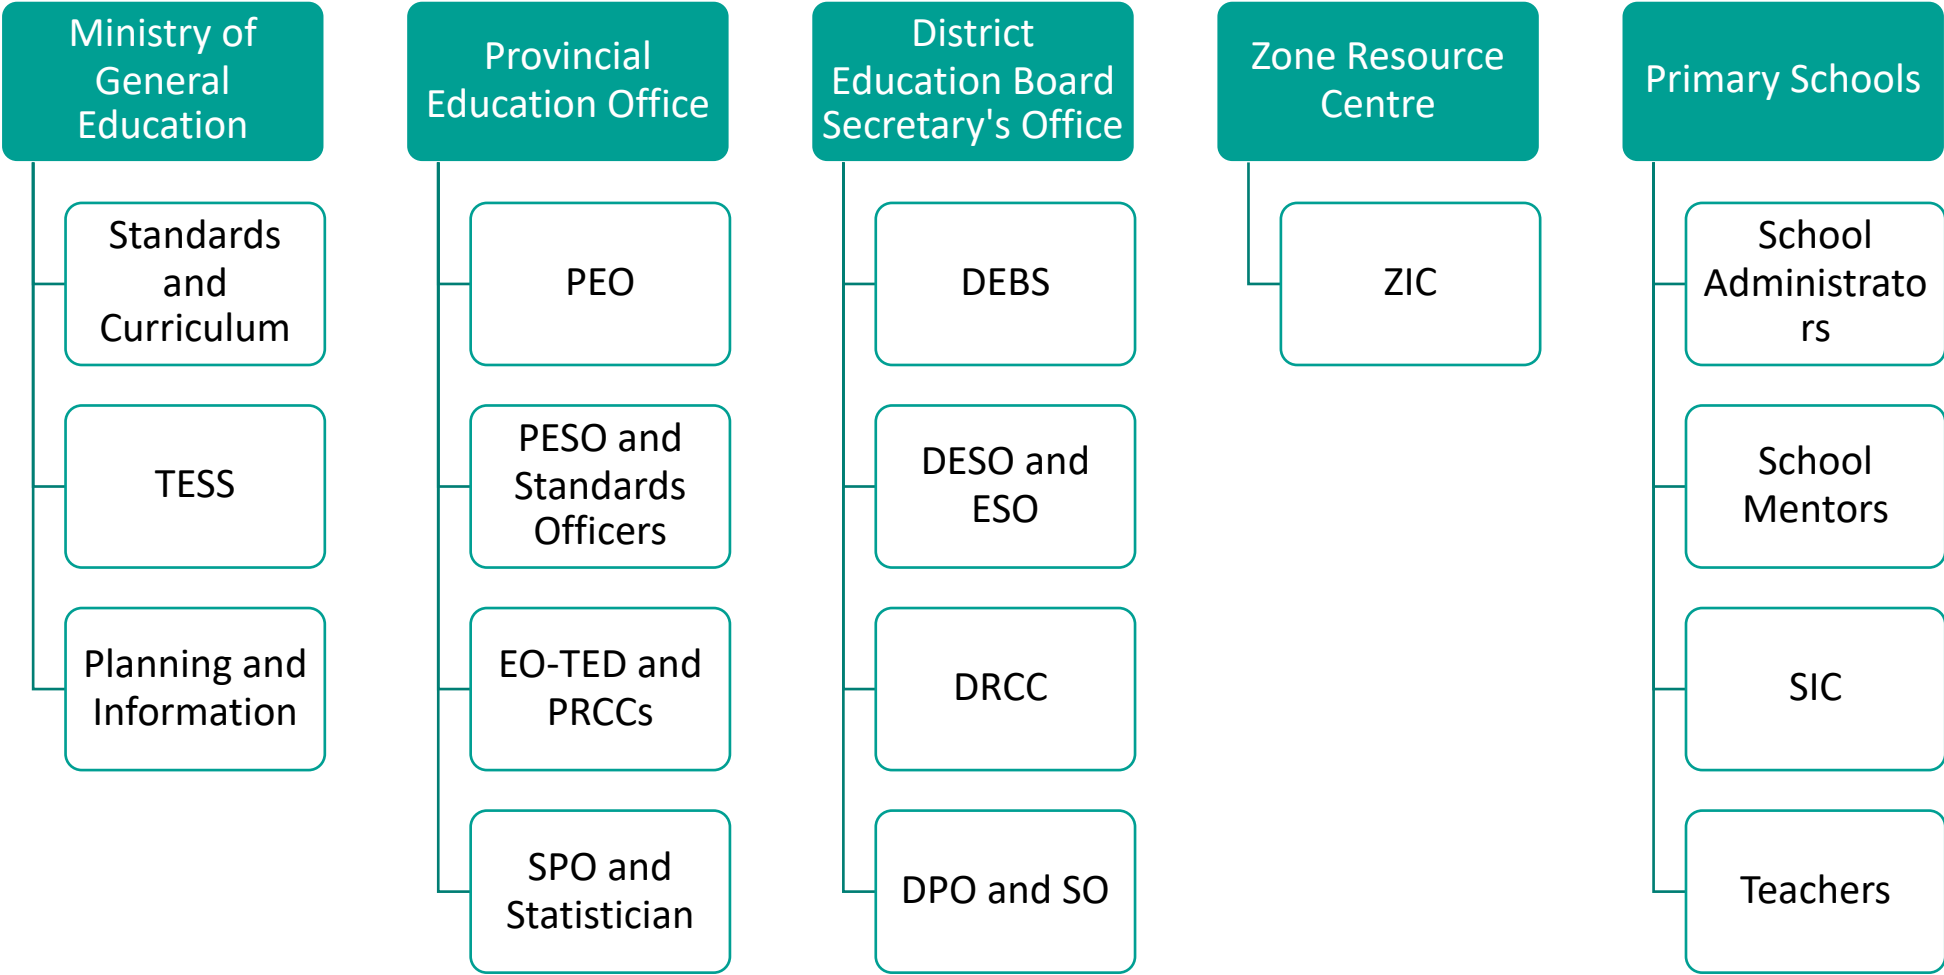 Ministry of
General
Education
Standards
and
Curriculum
TESS
Planning and
Information
Provincial
Education Office
PEO
PESO and
Standards
Officers
EO-TED and
PRCCs
SPO and
Statistician
District
Education Board
Secretary's Office
DEBS
DESO and
ESO
DRCC
DPO and SO
Zone Resource
Centre
ZIC
Primary Schools
School
Administrato
rs
School
Mentors
SIC
Teachers